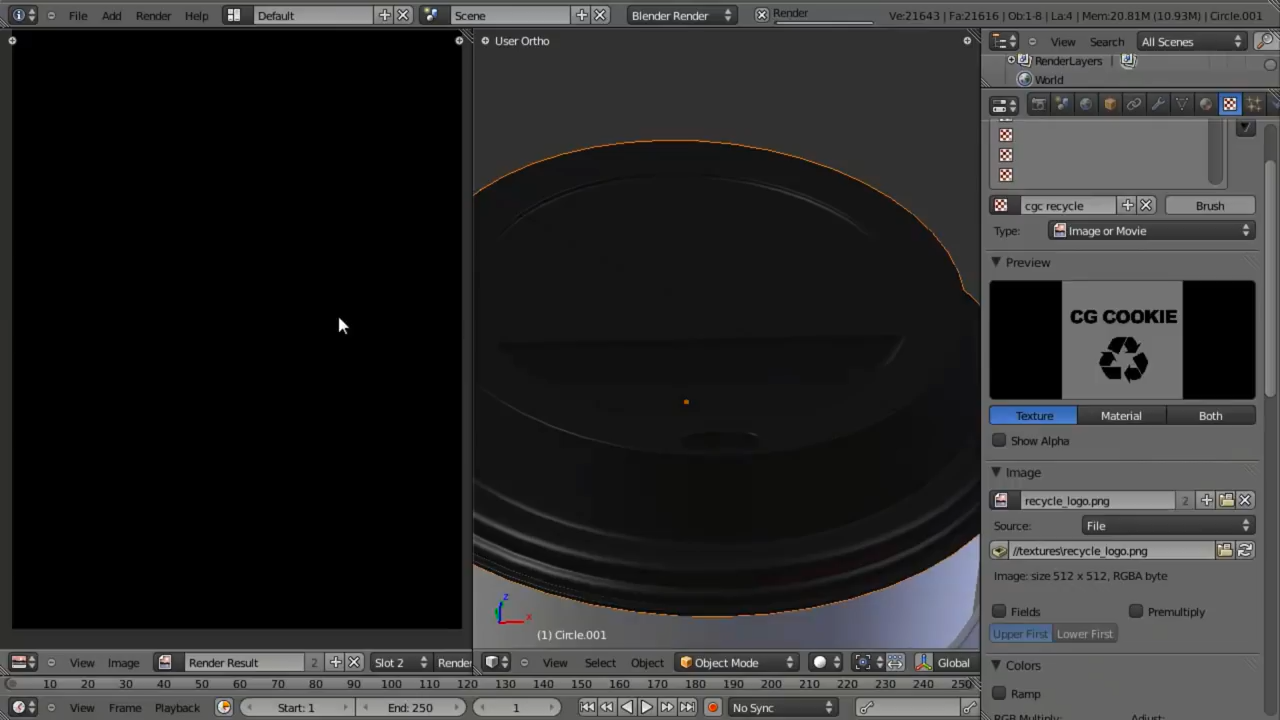 File Add Render Help Default Scene Blender Render Render Ve:21643 | Fa:21616 | Ob:1-8 | La:4 | Mem:20.81M (10.93M) | Circle.001
User Ortho
View Search All Scenes
RenderLayers |
World
cgc recycle Brush
Type: Image or Movie
Preview
CG COOKIE
Texture Material Both
Show Alpha
Image
recycle_logo.png 2
Source: File
//textures\recycle_logo.png
Image: size 512 x 512, RGBA byte
Fields Premultiply
Upper First Lower First
z
x
(1) Circle.001
View Image Render Result 2 Slot 2 Render View Select Object Object Mode Global
Colors
10 20 30 40 50 60 70 80 90 100 110 120 130 140 150 160 170 180 190 200 210 220 230 240 250
Ramp
View Frame Playback Start: 1 End: 250 1 No Sync